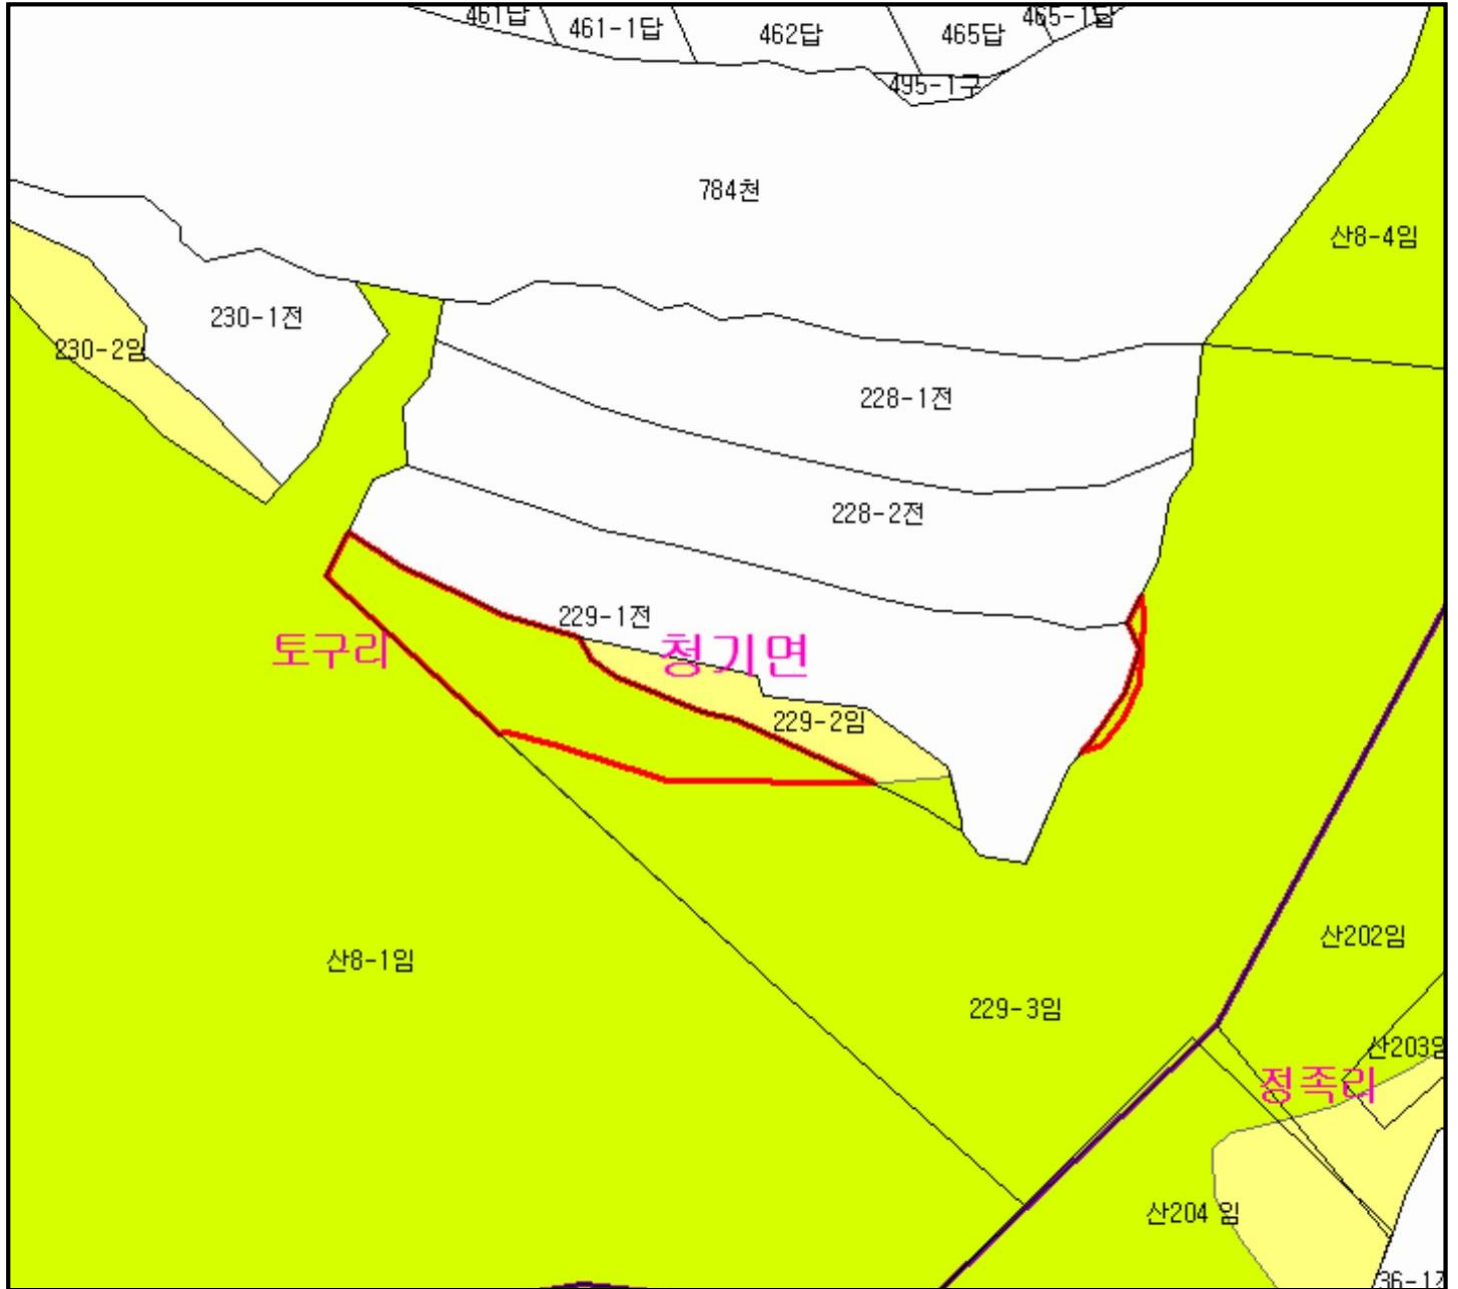 461답
461-1답
462답
465답
465-1답
495-1구
784천
산8-4임
230-1전
230-2임
228-1전
228-2전
229-1전
토구리
청기면
229-2임
산8-1임
산202임
229-3임
산203임
정족리
산204 임
36-1